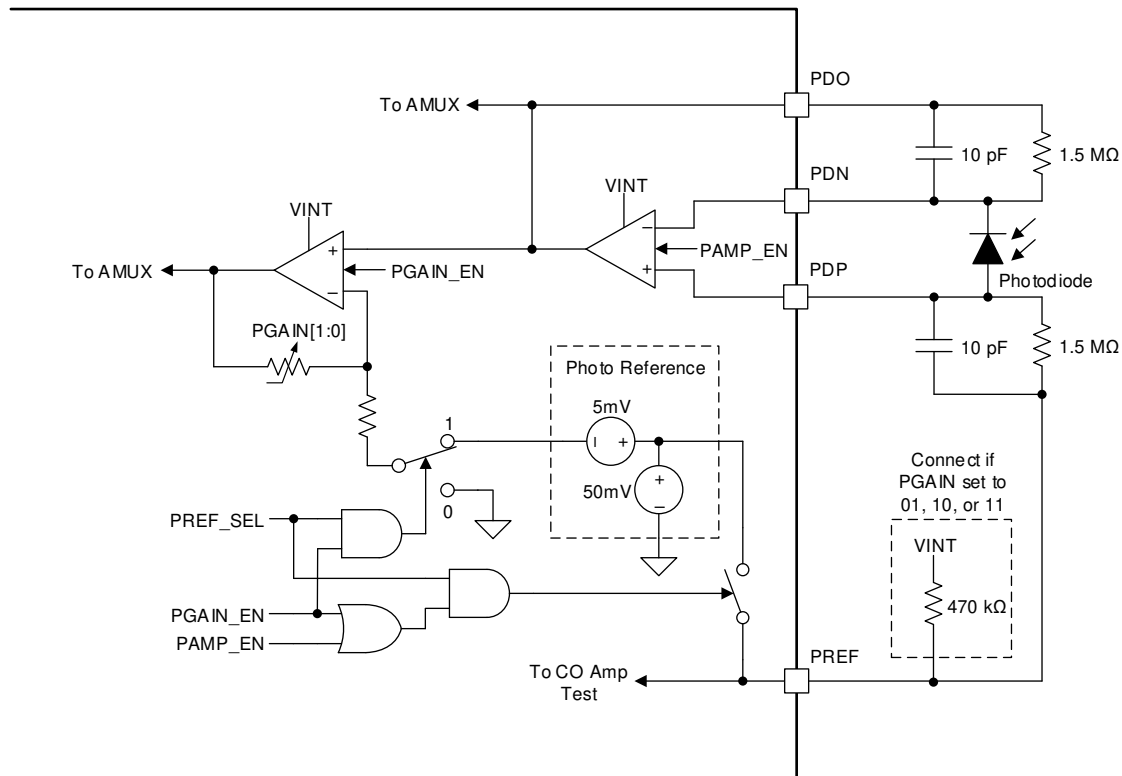 PDO
To AMUX
10 pF
1.5 MΩ
PDN
VINT
VINT
+
−
PAMP_EN
To AMUX
PGAIN_EN
−
+
PDP
Photodiode
PGAIN[1:0]
10 pF
1.5 MΩ
Photo Reference
5mV
1
− +
Connect if
PGAIN set to
01, 10, or 11
50mV
+
−
0
PREF_SEL
VINT
470 kΩ
PGAIN_EN
PAMP_EN
PREF
To CO Amp
Test